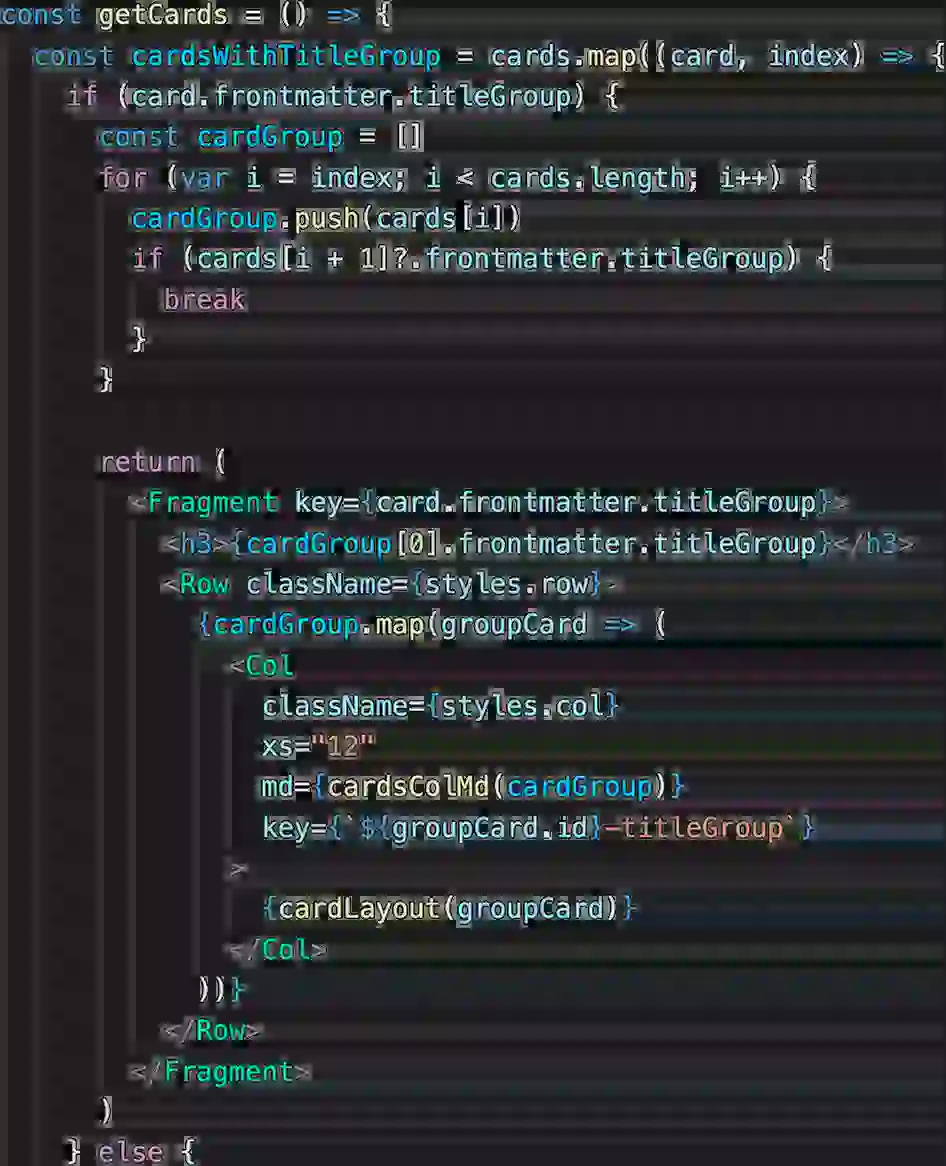 const getCards = () => {
const cardsWithTitleGroup = cards.map((card, index) => {
if (card.frontmatter.titleGroup) {
const cardGroup = []
for (var i = index; i < cards.length; i++) {
cardGroup.push(cards[i])
if (cards[i + 1]?.frontmatter.titleGroup) {
break
}
}
return (
<Fragment key={card.frontmatter.titleGroup}>
<h3>{cardGroup[0].frontmatter.titleGroup}</h3>
<Row className={styles.row}>
{cardGroup.map(groupCard => (
<Col
className={styles.col}
xs="12"
md={cardsColMd(cardGroup)}
key={`${groupCard.id}-titleGroup`}
>
{cardLayout(groupCard)}
</Col>
))}
</Row>
</Fragment>
)
} else {